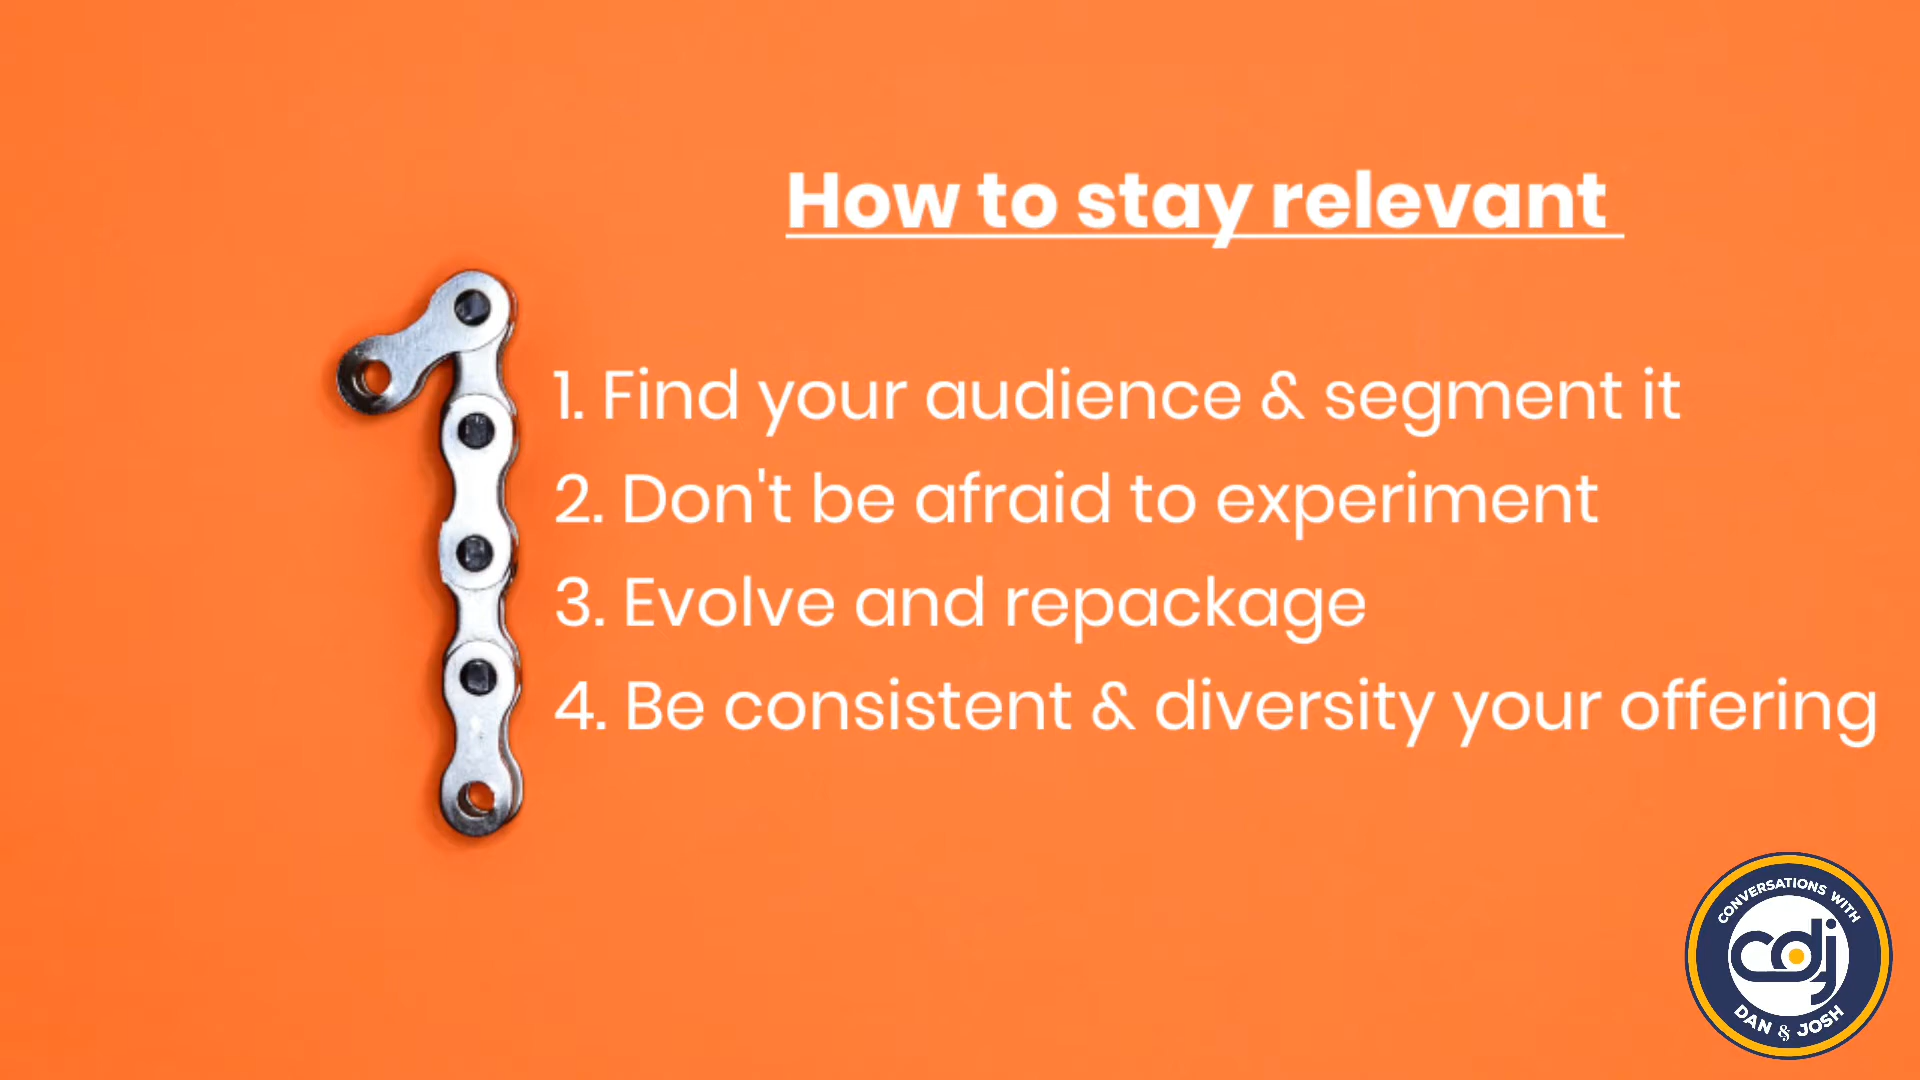 How to stay relevant
1. Find your audience & segment it
2. Don't be afraid to experiment
3. Evolve and repackage
4. Be consistent & diversity your offering
CONVERSATIONS WITH
cdj
DAN & JOSH